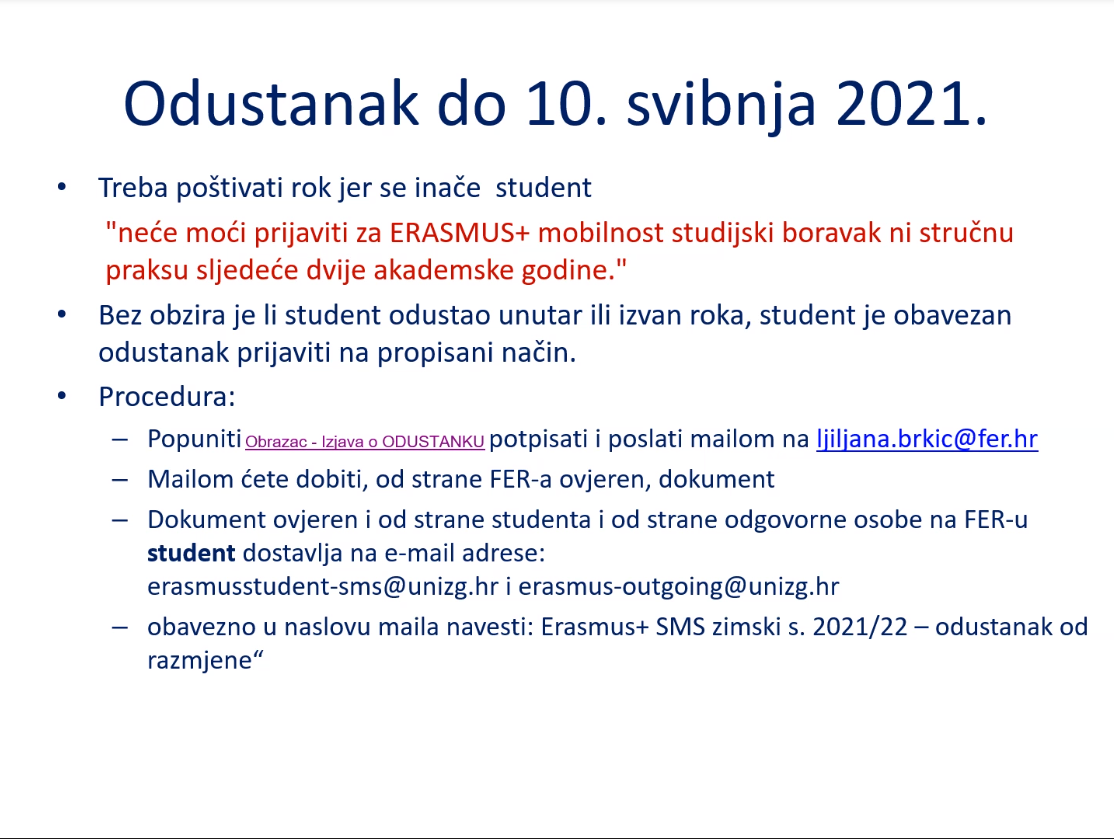 Odustanak do 10. svibnja 2021.
• Treba poštivati rok jer se inače  student
"neće moći prijaviti za ERASMUS+ mobilnost studijski boravak ni stručnu
praksu sljedeće dvije akademske godine."
• Bez obzira je li student odustao unutar ili izvan roka, student je obavezan
odustanak prijaviti na propisani način.
• Procedura:
– Popuniti Obrazac - Izjava o ODUSTANKU potpisati i poslati mailom na ljiljana.brkic@fer.hr
– Mailom ćete dobiti, od strane FER-a ovjeren, dokument
– Dokument ovjeren i od strane studenta i od strane odgovorne osobe na FER-u
student dostavlja na e-mail adrese:
erasmusstudent-sms@unizg.hr i erasmus-outgoing@unizg.hr
– obavezno u naslovu maila navesti: Erasmus+ SMS zimski s. 2021/22 – odustanak od
razmjene“